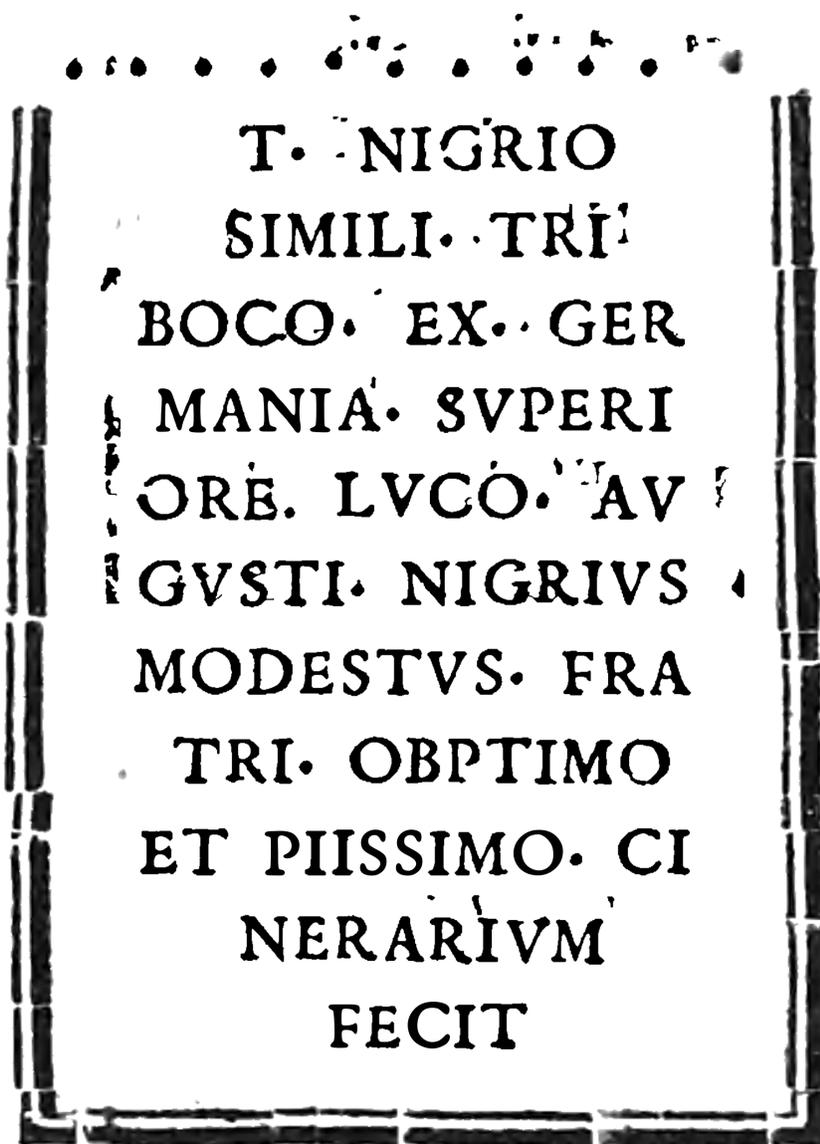 T· NIGRIO
SIMILI· TRI
BOCO· EX· GER
MANIA· SVPERI
ORE. LVCO· AV
GVSTI· NIGRIVS
MODESTVS· FRA
TRI· OBPTIMO
ET PIISSIMO· CI
NERARIVM
FECIT